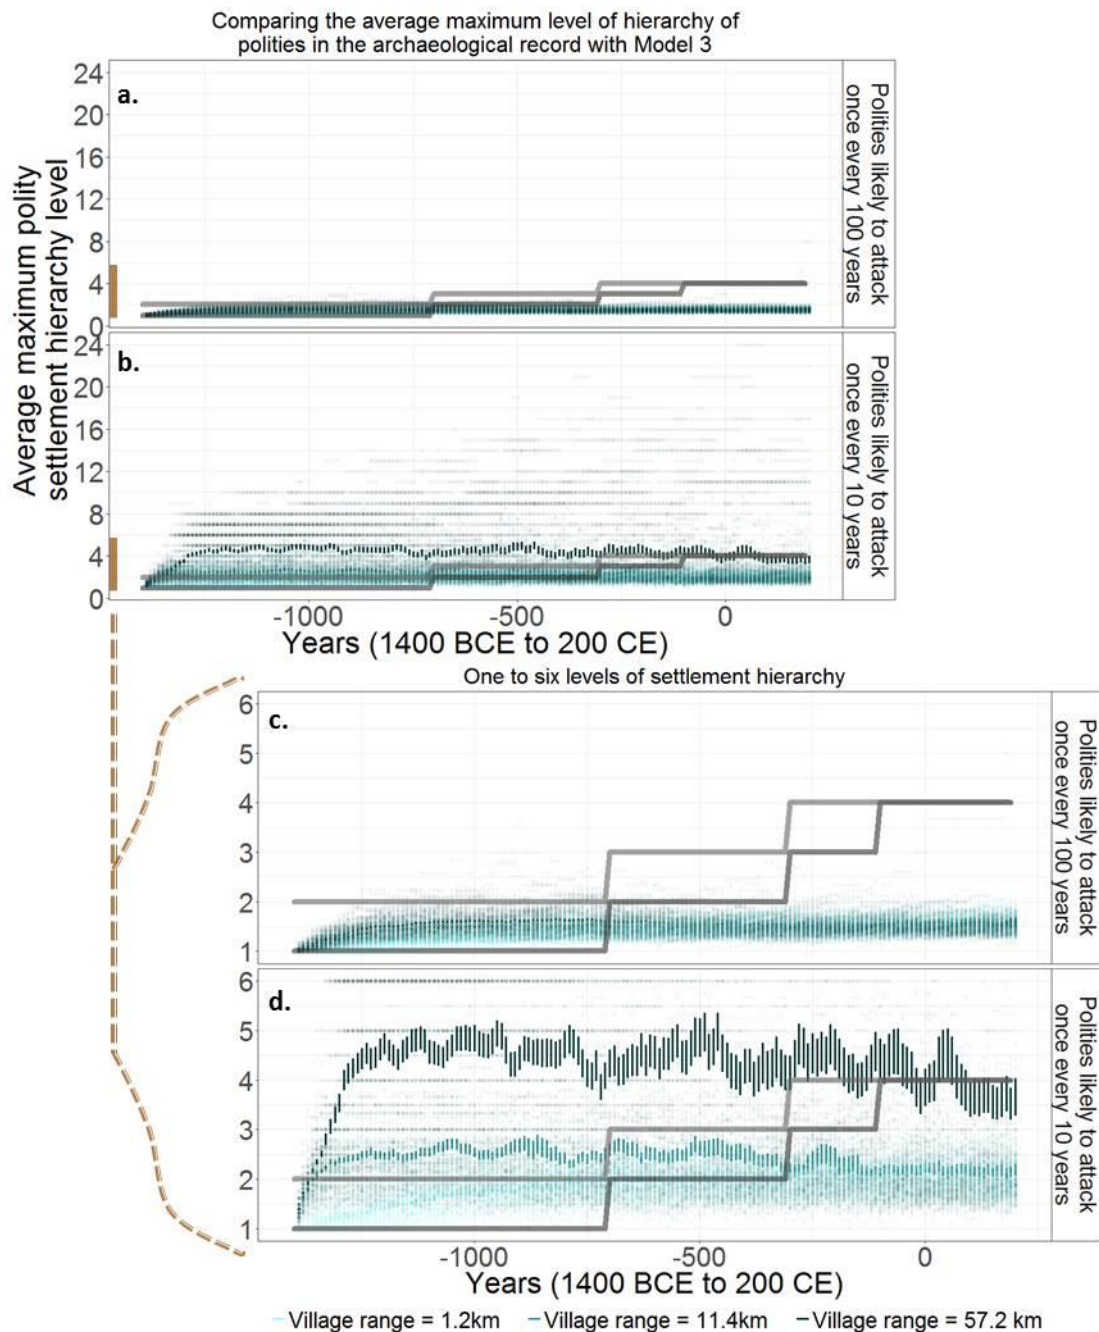 Comparing the average maximum level of hierarchy of
polities in the archaeological record with Model 3
Average maximum polity
settlement hierarchy level
a.
24
20
16
12
8
4
0
Polities likely to attack
once every 100 years
b.
24
20
16
12
8
4
0
Polities likely to attack
once every 10 years
-1000
-500
0
Years (1400 BCE to 200 CE)
One to six levels of settlement hierarchy
c.
6
5
4
3
2
1
Polities likely to attack
once every 100 years
d.
6
5
4
3
2
1
Polities likely to attack
once every 10 years
-1000
-500
0
Years (1400 BCE to 200 CE)
Village range = 1.2km
Village range = 11.4km
Village range = 57.2 km